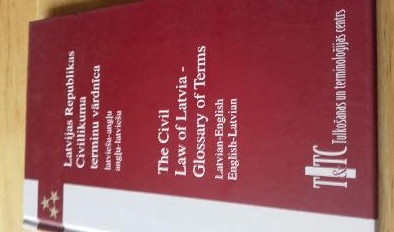 Latvijas Republikas
Civillikuma
terminu vārdnīca
latviešu-angļu
angļu-latviešu
The Civil
Law of Latvia -
Glossary of Terms
Latvian-English
English-Latvian
T&TC Tulkošanas un terminoloģijas centrs